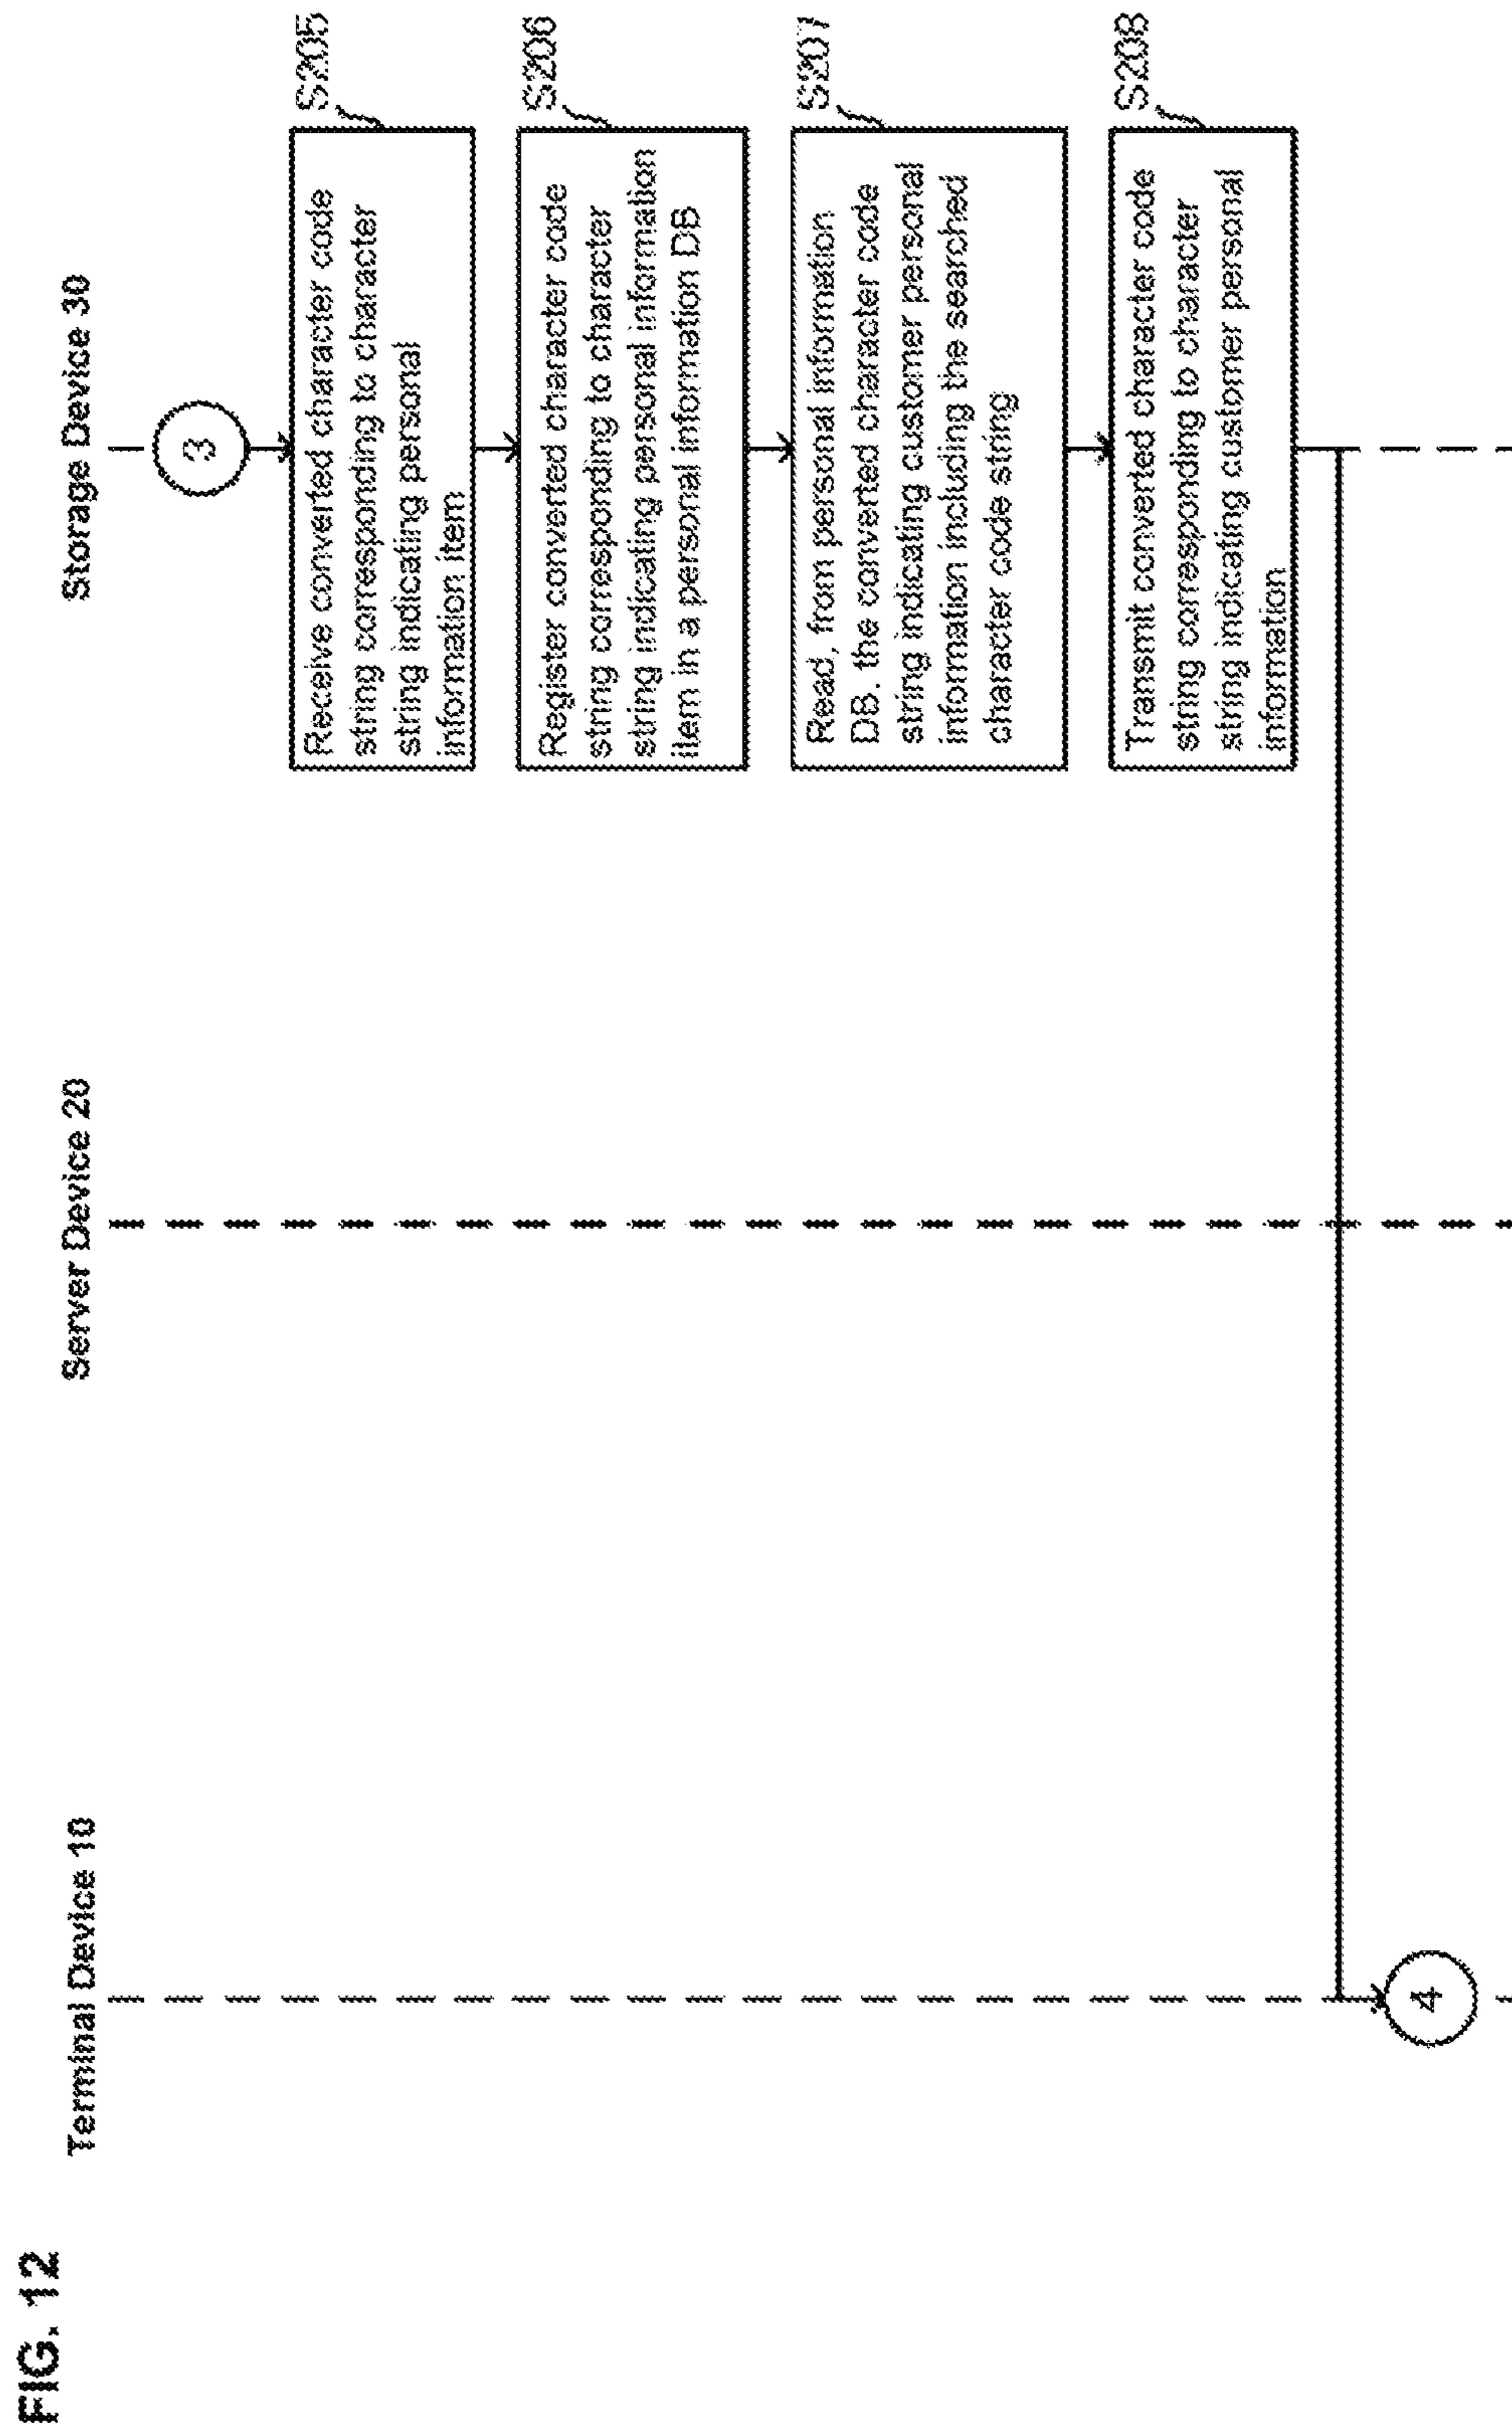 FIG. 12
Terminal Device 10
Server Device 20
Storage Device 30
3
S205
Receive converted character code
string corresponding to character
string indicating personal
information item
S206
Register converted character code
string corresponding to character
string indicating personal information
item in a personal information DB
S207
Read, from personal information
DB, the converted character code
string indicating customer personal
information including the searched
character code string
S208
Transmit converted character code
string corresponding to character
string indicating customer personal
information
4